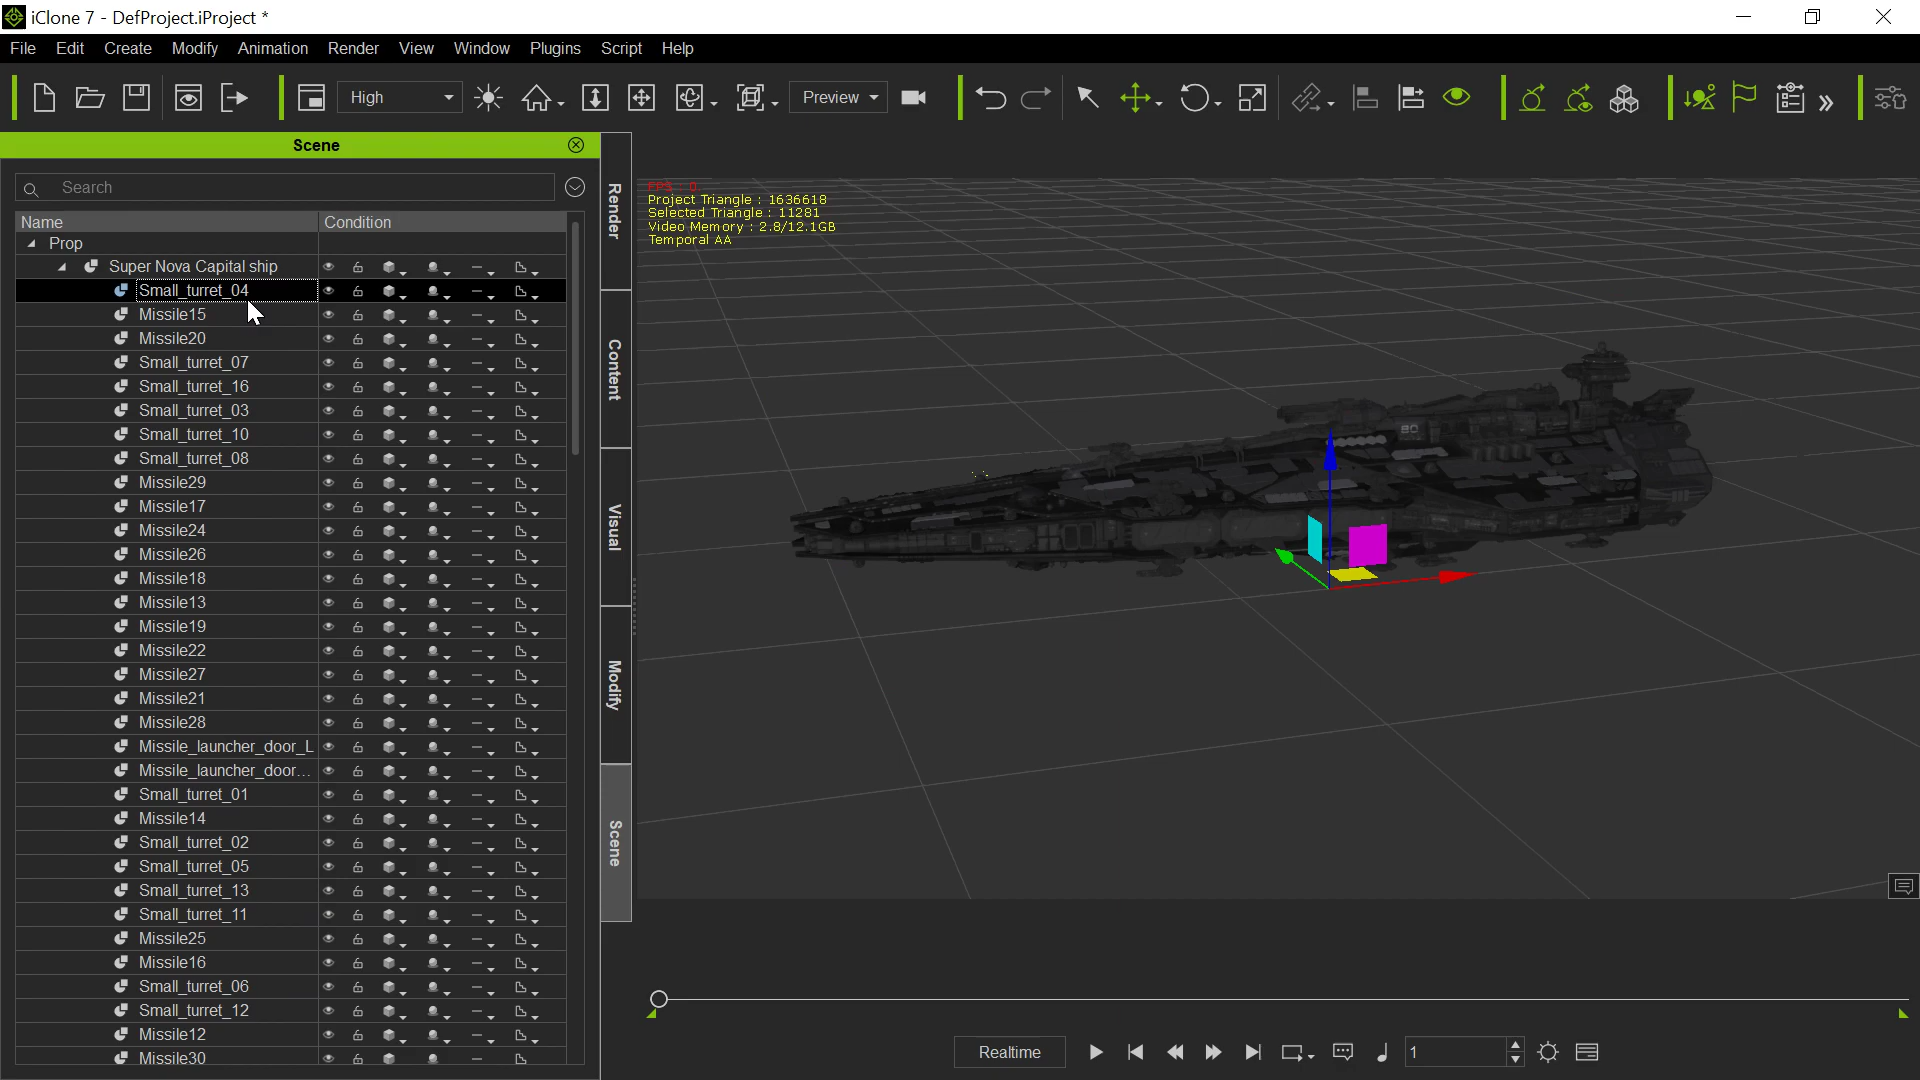 iClone 7 - DefProject.iProject *
File Edit Create Modify Animation Render View Window Plugins Script Help
High
Preview
Scene
Search
Name Condition
Prop
Super Nova Capital ship
Small_turret_04
Missile15
Missile20
Small_turret_07
Small_turret_16
Small_turret_03
Small_turret_10
Small_turret_08
Missile29
Missile17
Missile24
Missile26
Missile18
Missile13
Missile19
Missile22
Missile27
Missile21
Missile28
Missile_launcher_door_L
Missile_launcher_door...
Small_turret_01
Missile14
Small_turret_02
Small_turret_05
Small_turret_13
Small_turret_11
Missile25
Missile16
Small_turret_06
Small_turret_12
Missile12
Missile30
Render
Content
Visual
Modify
Scene
FPS : 0
Project Triangle : 1636618
Selected Triangle : 11281
Video Memory : 2.8/12.1GB
Temporal AA
Realtime
1